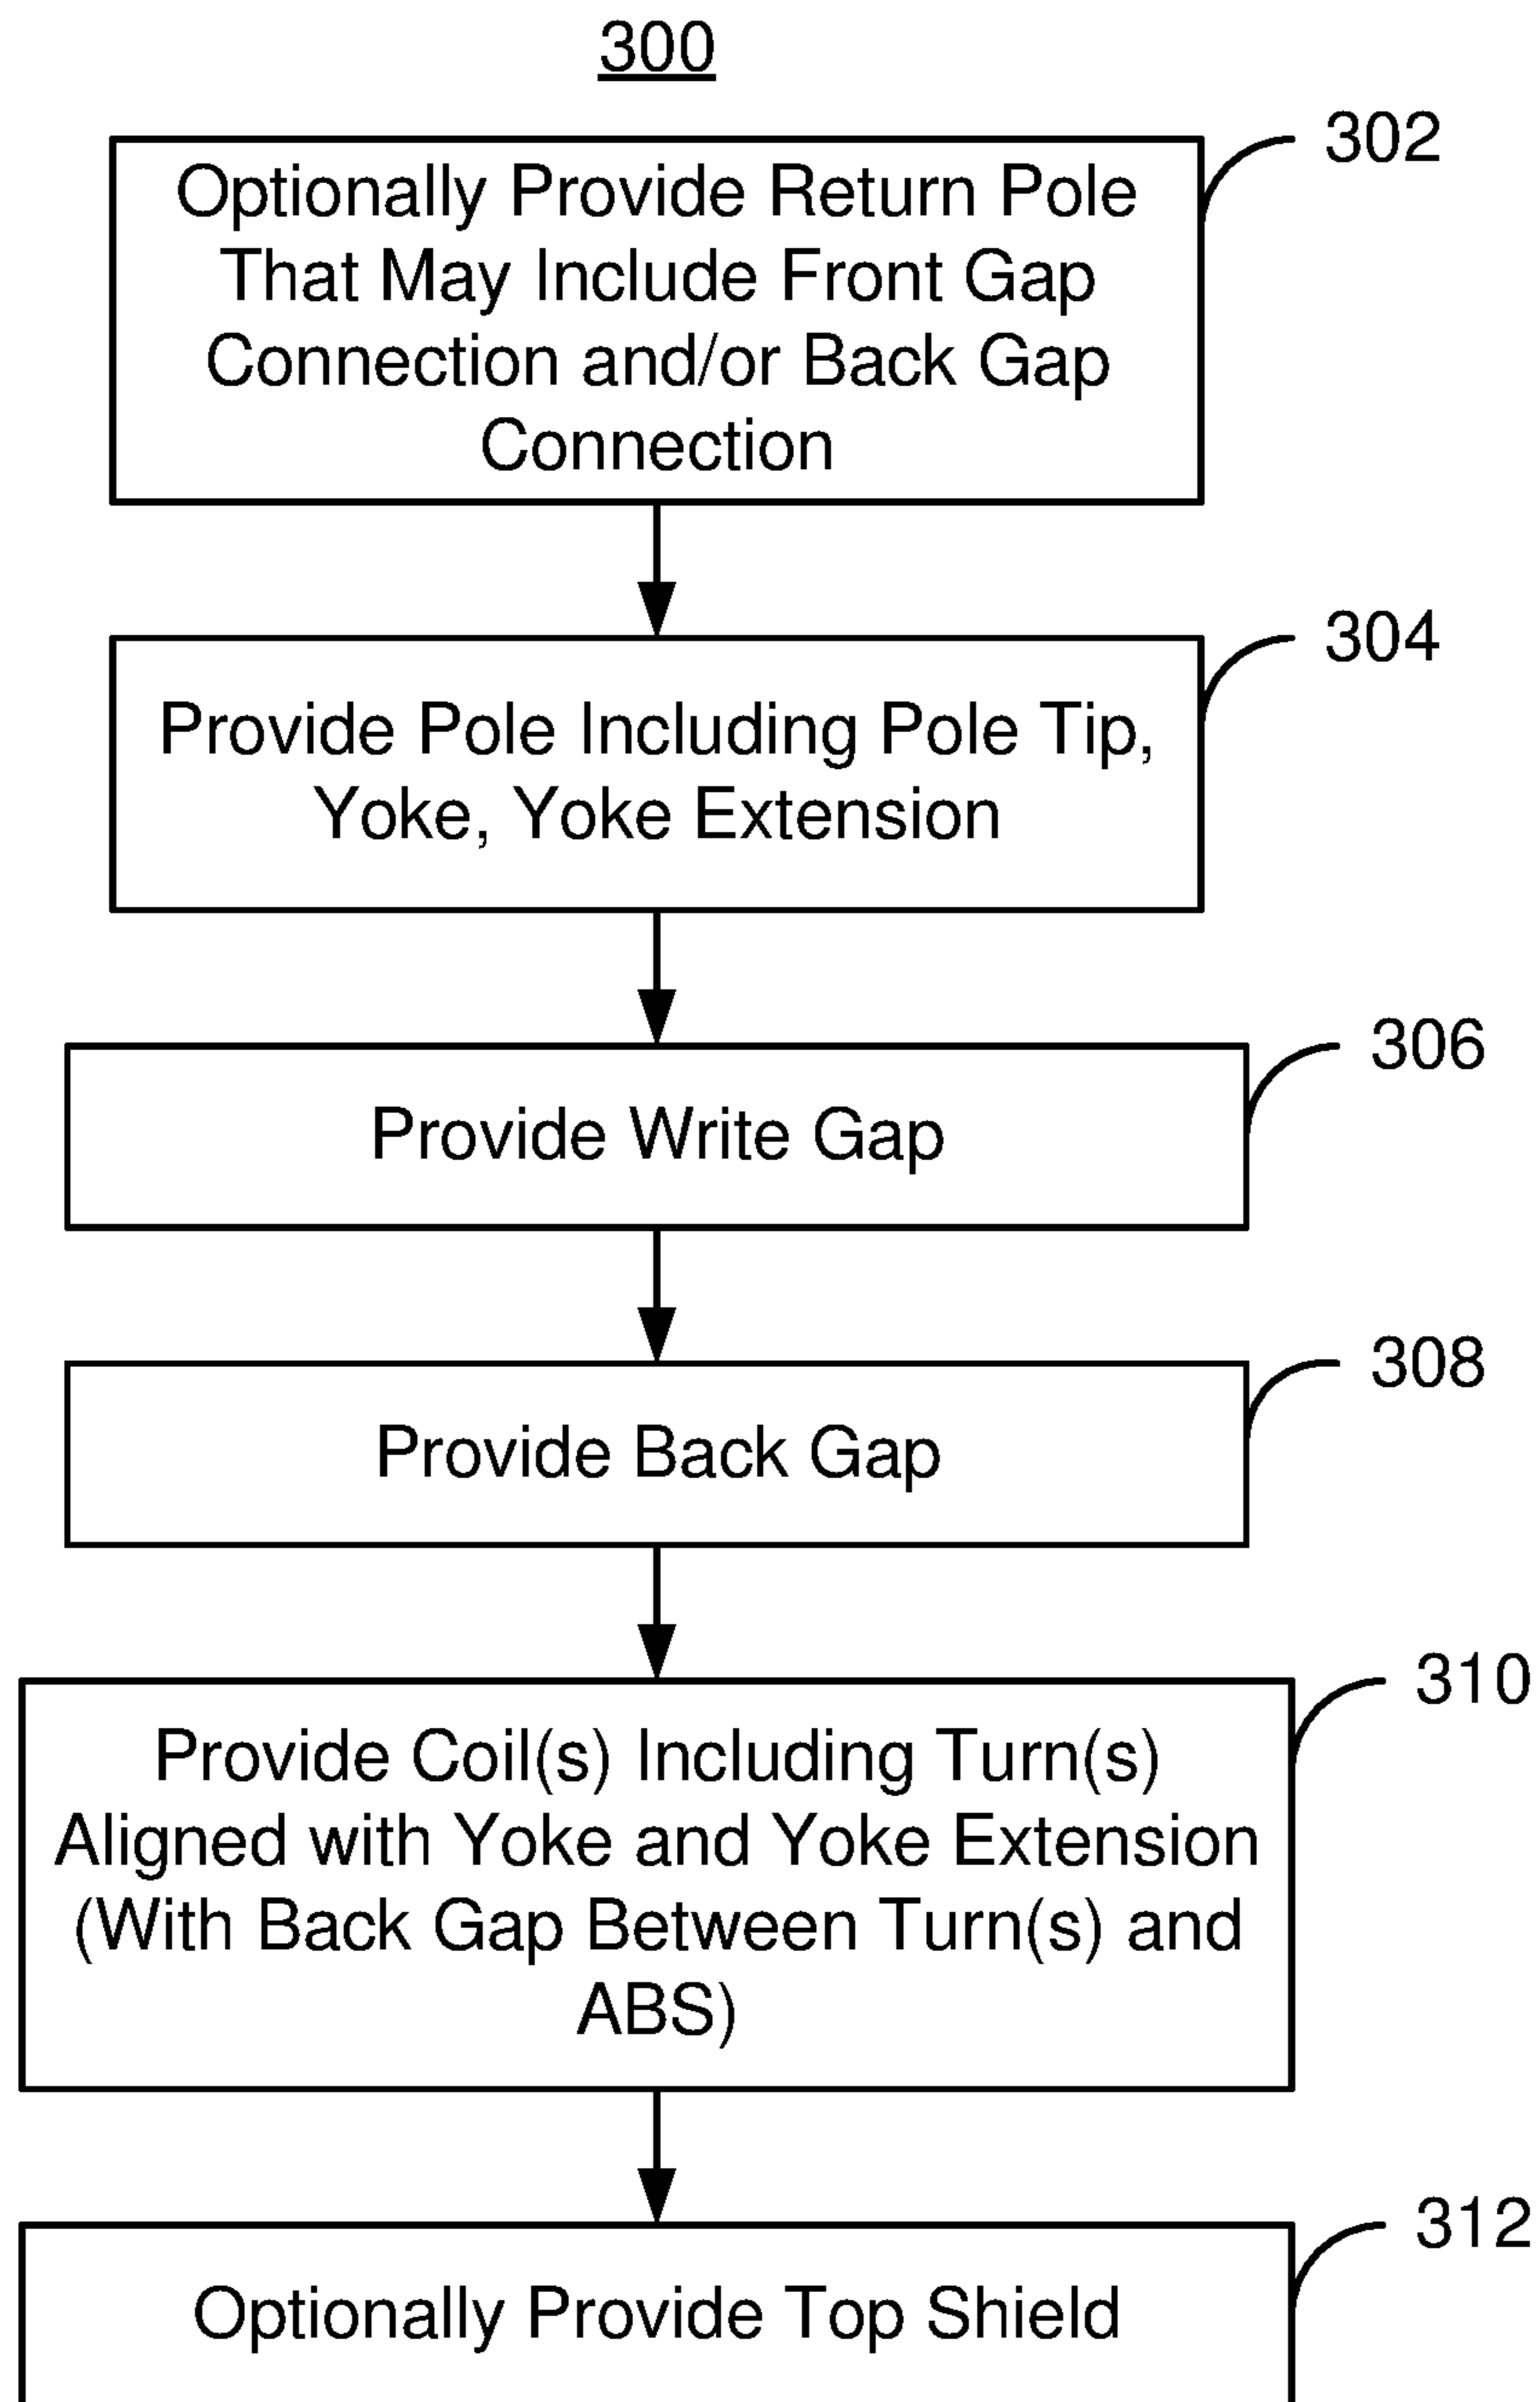 300
302
Optionally Provide Return Pole
That May Include Front Gap
Connection and/or Back Gap
Connection
304
Provide Pole Including Pole Tip,
Yoke, Yoke Extension
306
Provide Write Gap
308
Provide Back Gap
310
Provide Coil(s) Including Turn(s)
Aligned with Yoke and Yoke Extension
(With Back Gap Between Turn(s) and
ABS)
312
Optionally Provide Top Shield